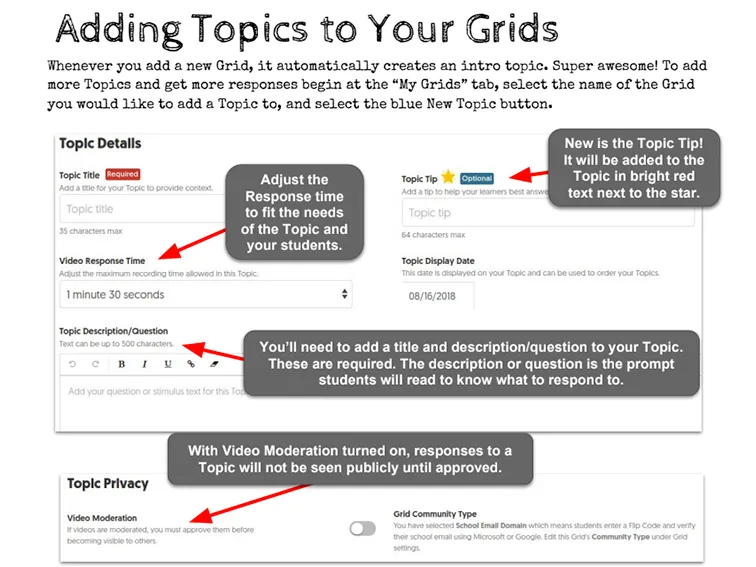 Adding Topics to Your Grids
Whenever you add a new Grid, it automatically creates an intro topic. Super awesome! To add
more Topics and get more responses begin at the “My Grids” tab, select the name of the Grid
you would like to add a Topic to, and select the blue New Topic button.
Topic Details
New is the Topic Tip!
It will be added to the
Topic in bright red
text next to the star.
Topic Title Required
Add a title for your Topic to provide context.
Topic title
35 characters max
Adjust the
Response time
to fit the needs
of the Topic and
your students.
Topic Tip Optional
Add a tip to help your learners best answe
Topic tip
64 characters max
Video Response Time
Adjust the maximum recording time allowed in this Topic.
1 minute 30 seconds
Topic Display Date
This date is displayed on your Topic and can be used to order your Topics.
08/16/2018
Topic Description/Question
Text can be up to 500 characters.
B I U
Add your question or stimulus text for this Top
You’ll need to add a title and description/question to your Topic.
These are required. The description or question is the prompt
students will read to know what to respond to.
With Video Moderation turned on, responses to a
Topic will not be seen publicly until approved.
Topic Privacy
Video Moderation
If videos are moderated, you must approve them before
becoming visible to others.
Grid Community Type
You have selected School Email Domain which means students enter a Flip Code and verify
their school email using Microsoft or Google. Edit this Grid's Community Type under Grid
settings.